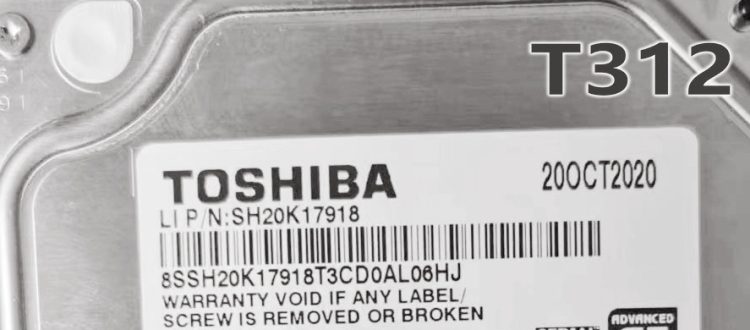 T312
TOSHIBA
20OCT2020
LI P/N:SH20K17918
8SSH20K17918T3CD0AL06HJ
WARRANTY VOID IF ANY LABEL/
SCREW IS REMOVED OR BROKEN
ADVANCED